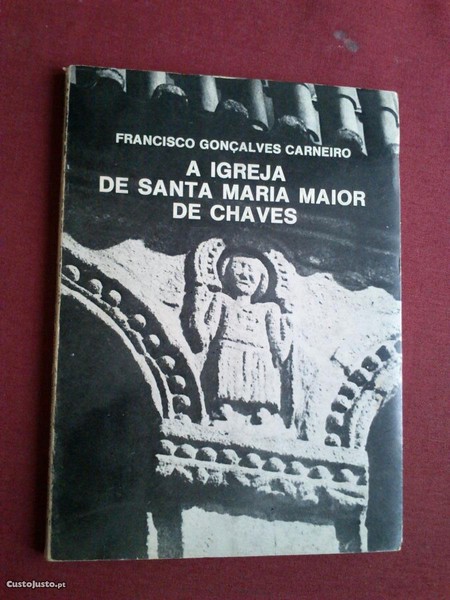 FRANCISCO GONÇALVES CARNEIRO
A IGREJA
DE SANTA MARIA MAIOR
DE CHAVES
CustoJusto.pt